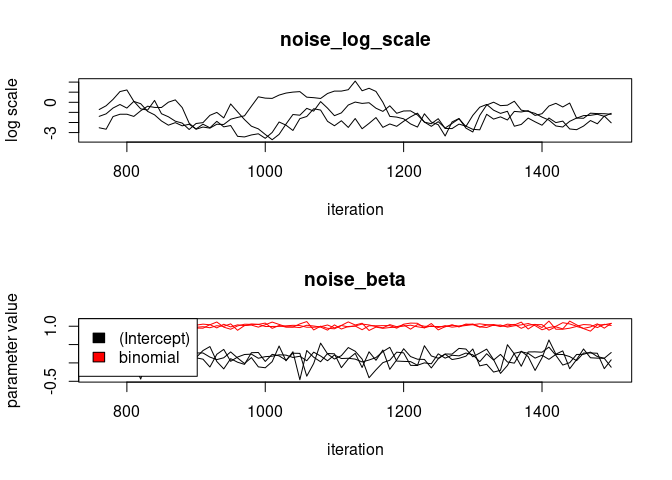 noise_log_scale
log scale
0
-3
800
1000
1200
1400
iteration
noise_beta
parameter value
1.0
-0.5
(Intercept)
binomial
800
1000
1200
1400
iteration